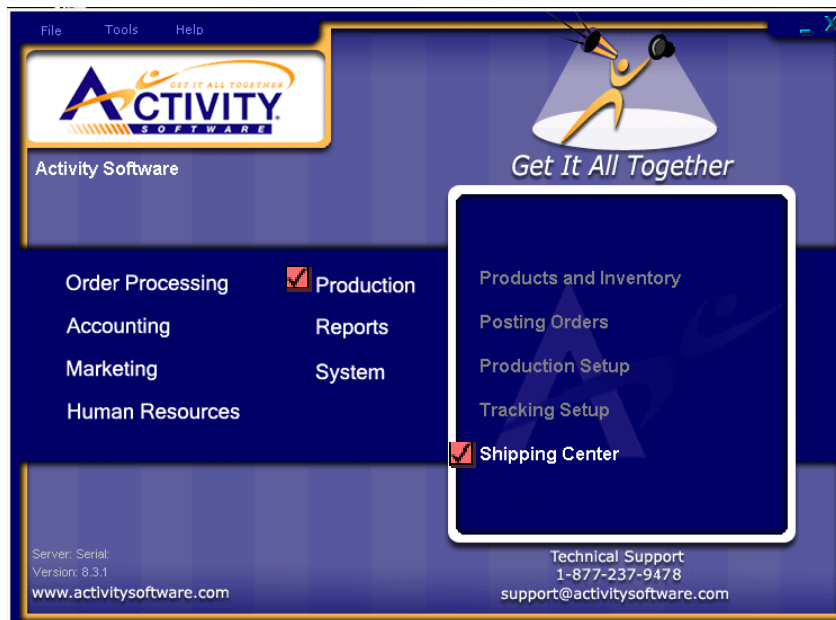 File Tools Help
GET IT ALL TOGETHER
ACTIVITY
SOFTWARE
Activity Software
Get It All Together
Order Processing
Accounting
Marketing
Human Resources
Production
Reports
System
Products and Inventory
Posting Orders
Production Setup
Tracking Setup
Shipping Center
Server: Serial:
Version: 8.3.1
www.activitysoftware.com
Technical Support
1-877-237-9478
support@activitysoftware.com